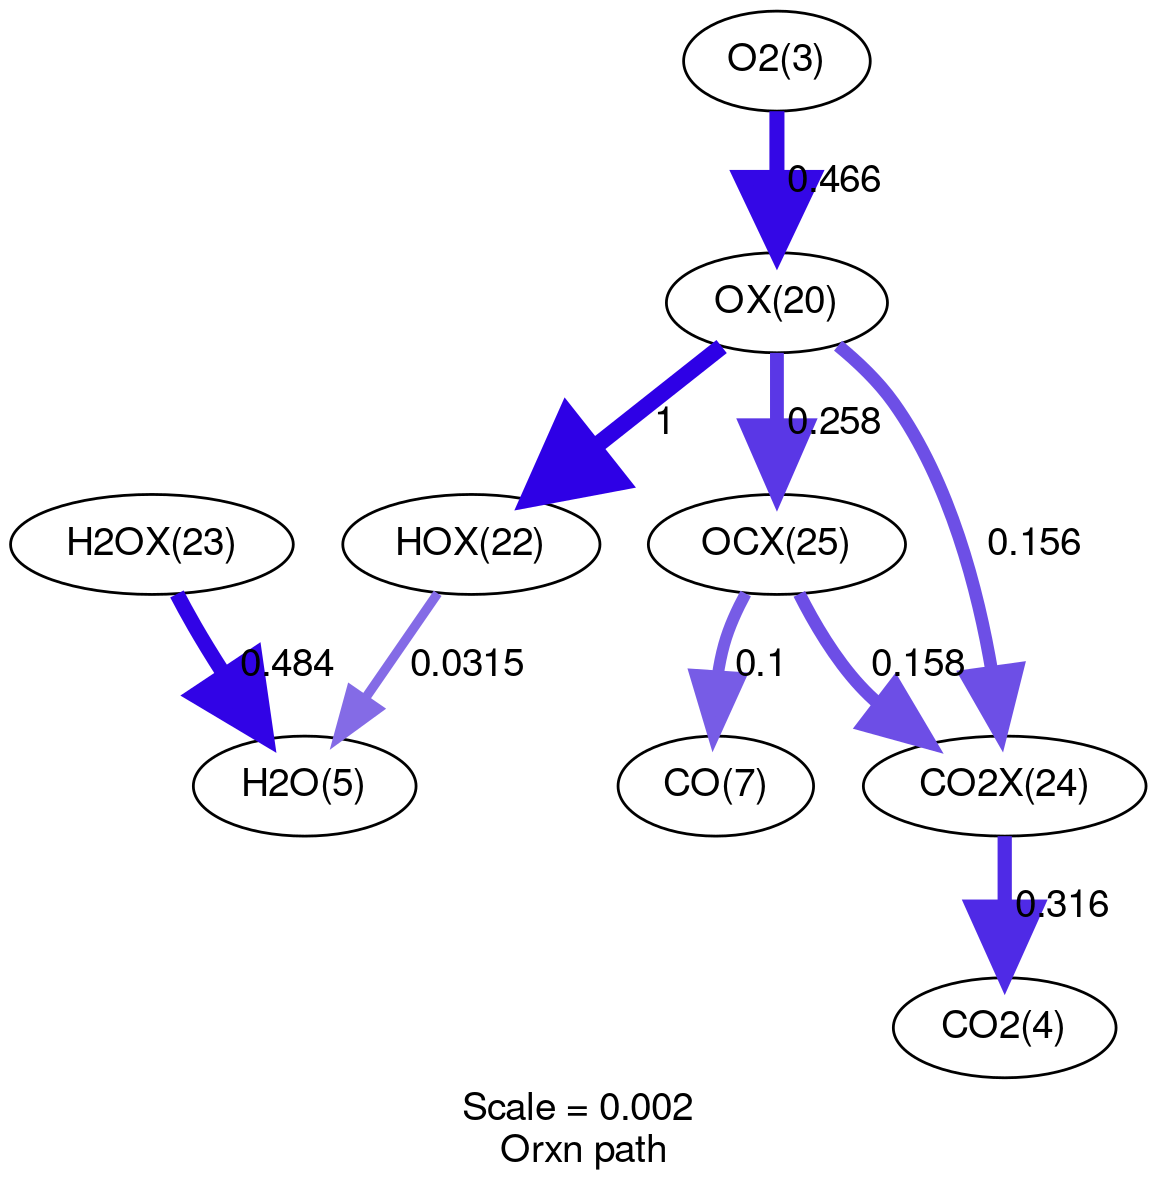 O2(3)
0.466
OX(20)
1
0.258
H2OX(23)
HOX(22)
OCX(25)
0.156
0.484
0.0315
0.1
0.158
H2O(5)
CO(7)
CO2X(24)
0.316
CO2(4)
Scale = 0.002
Orxn path